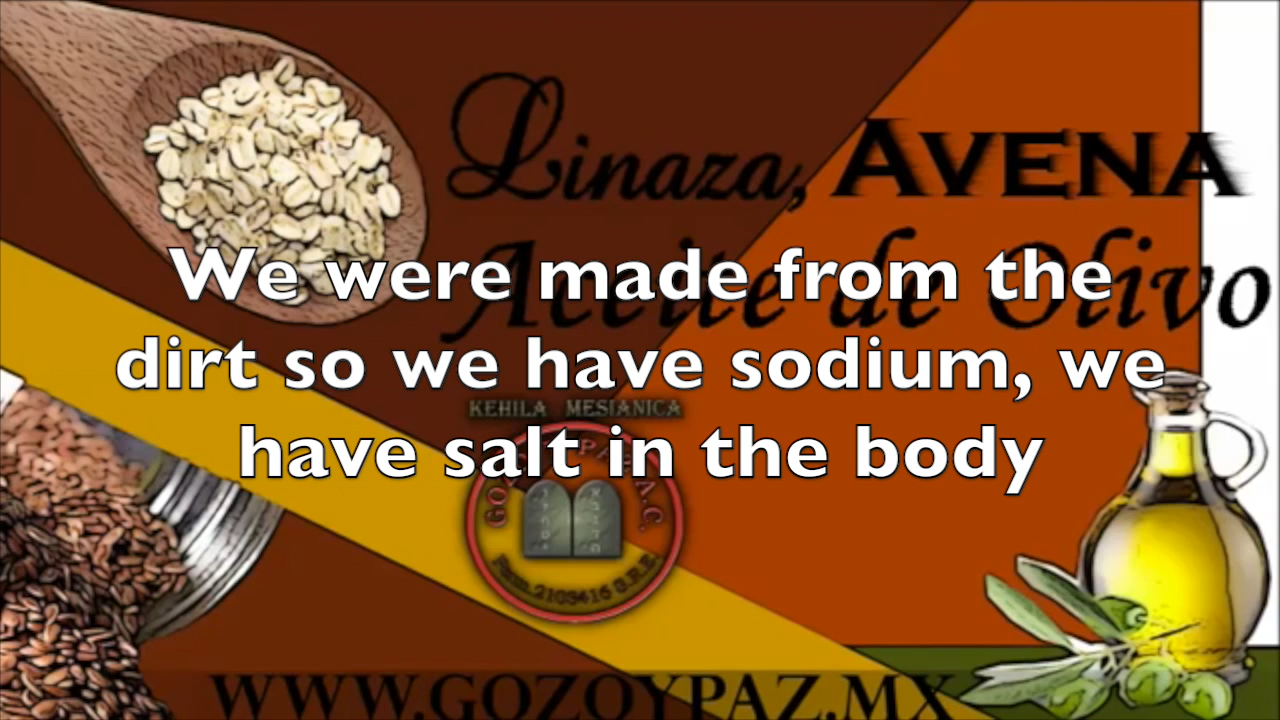 Linaza, AVENA
Aceite de Olivo
We were made from the
dirt so we have sodium, we
have salt in the body
KEHILA MESIANICA
WWW.GOZOYPAZ.MX